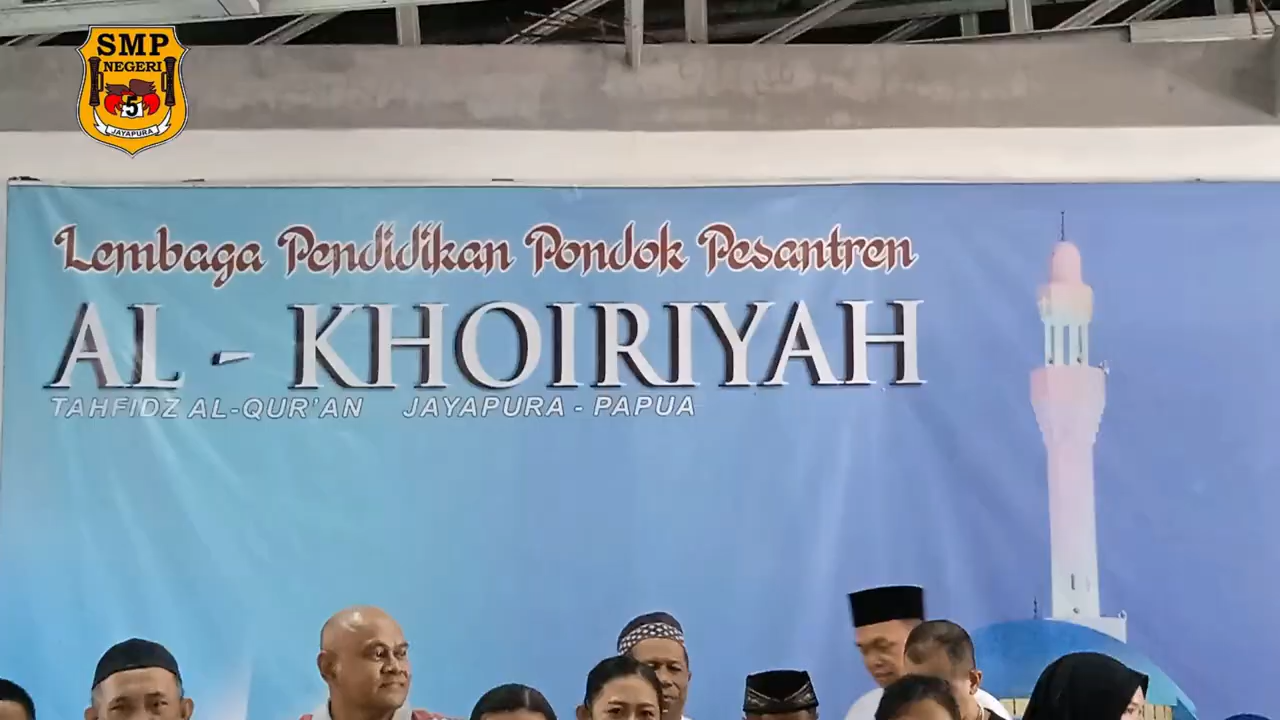 SMP
NEGERI
5
JAYAPURA
Lembaga Pendidikan Pondok Pesantren
AL - KHOIRIYAH
TAHFIDZ AL-QUR'AN JAYAPURA - PAPUA